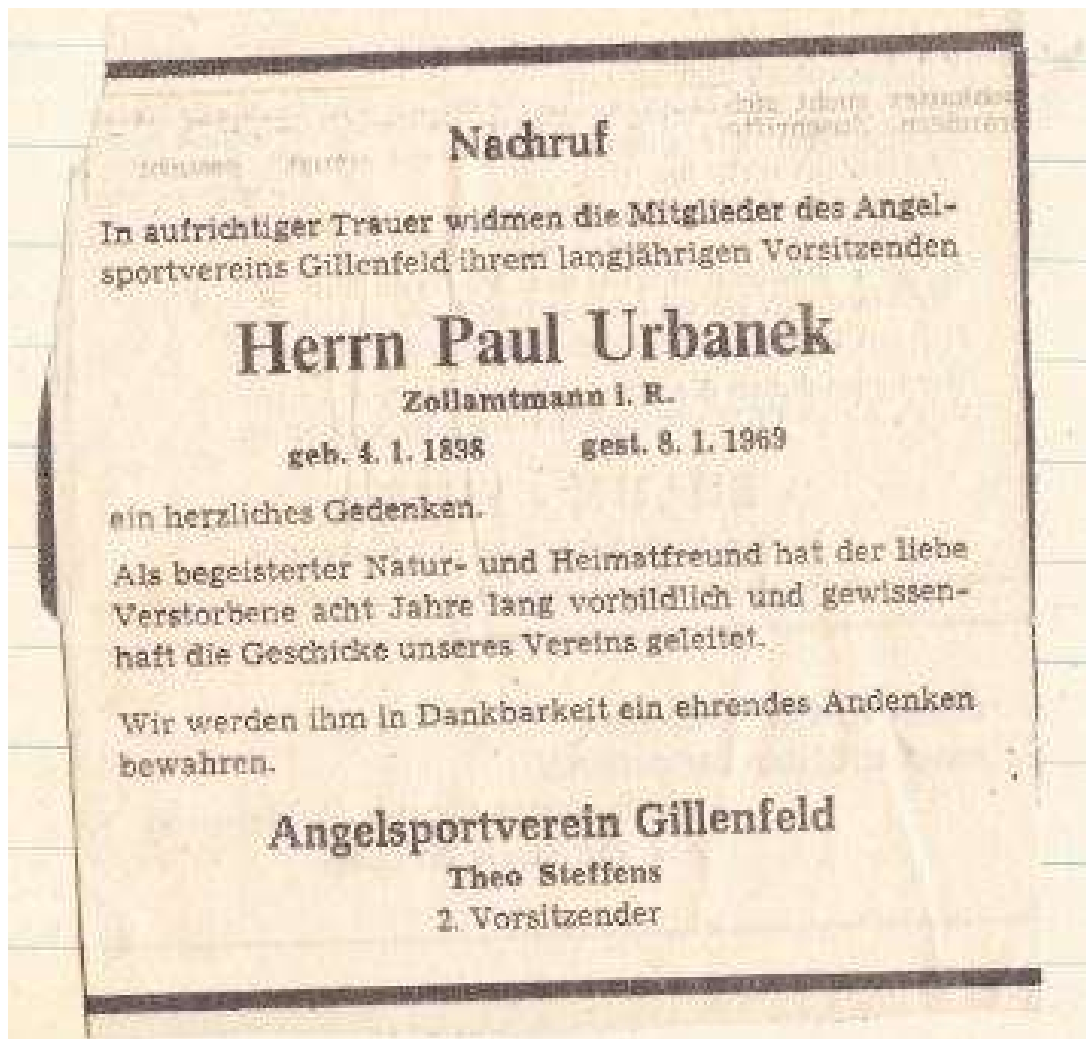 Nachruf
In aufrichtiger Trauer widmen die Mitglieder des Angel-
sportvereins Gillenfeld ihrem langjährigen Vorsitzenden
Herrn Paul Urbanek
Zollamtmann i. R.
geb. 4. 1. 1898 gest. 8. 1. 1969
ein herzliches Gedenken.
Als begeisterter Natur- und Heimatfreund hat der liebe
Verstorbene acht Jahre lang vorbildlich und gewissen-
haft die Geschicke unseres Vereins geleitet.
Wir werden ihm in Dankbarkeit ein ehrendes Andenken
bewahren.
Angelsportverein Gillenfeld
Theo Steffens
2. Vorsitzender